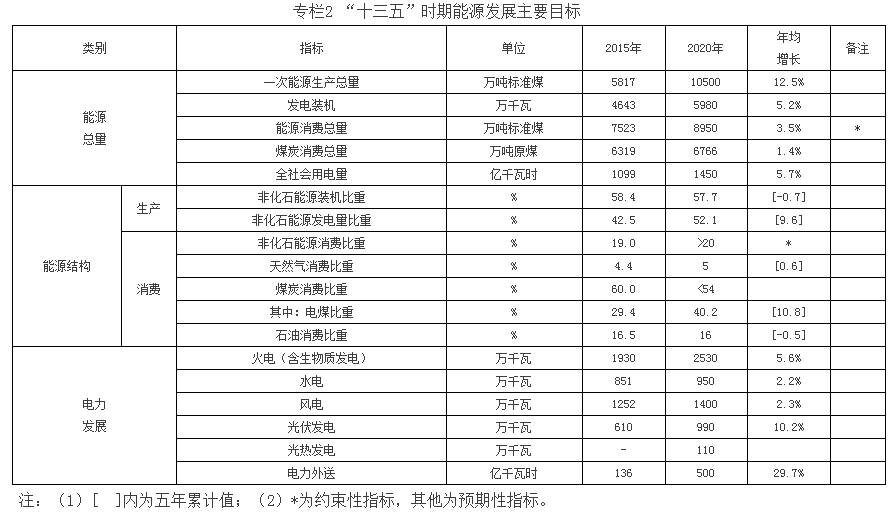 专栏2 “十三五”时期能源发展主要目标
类别 指标 单位 2015年 2020年 年均增长 备注
能源总量 一次能源生产总量 万吨标准煤 5817 10500 12.5%
发电装机 万千瓦 4643 5980 5.2%
能源消费总量 万吨标准煤 7523 8950 3.5% *
煤炭消费总量 万吨原煤 6319 6766 1.4%
全社会用电量 亿千瓦时 1099 1450 5.7%
能源结构 生产 非化石能源装机比重 % 58.4 57.7 [-0.7]
非化石能源发电量比重 % 42.5 52.1 [9.6]
消费 非化石能源消费比重 % 19.0 >20 *
天然气消费比重 % 4.4 5 [0.6]
煤炭消费比重 % 60.0 <54
其中：电煤比重 % 29.4 40.2 [10.8]
石油消费比重 % 16.5 16 [-0.5]
电力发展 火电（含生物质发电） 万千瓦 1930 2530 5.6%
水电 万千瓦 851 950 2.2%
风电 万千瓦 1252 1400 2.3%
光伏发电 万千瓦 610 990 10.2%
光热发电 万千瓦 - 110
电力外送 亿千瓦时 136 500 29.7%
注：（1）[ ]内为五年累计值；（2）*为约束性指标，其他为预期性指标。